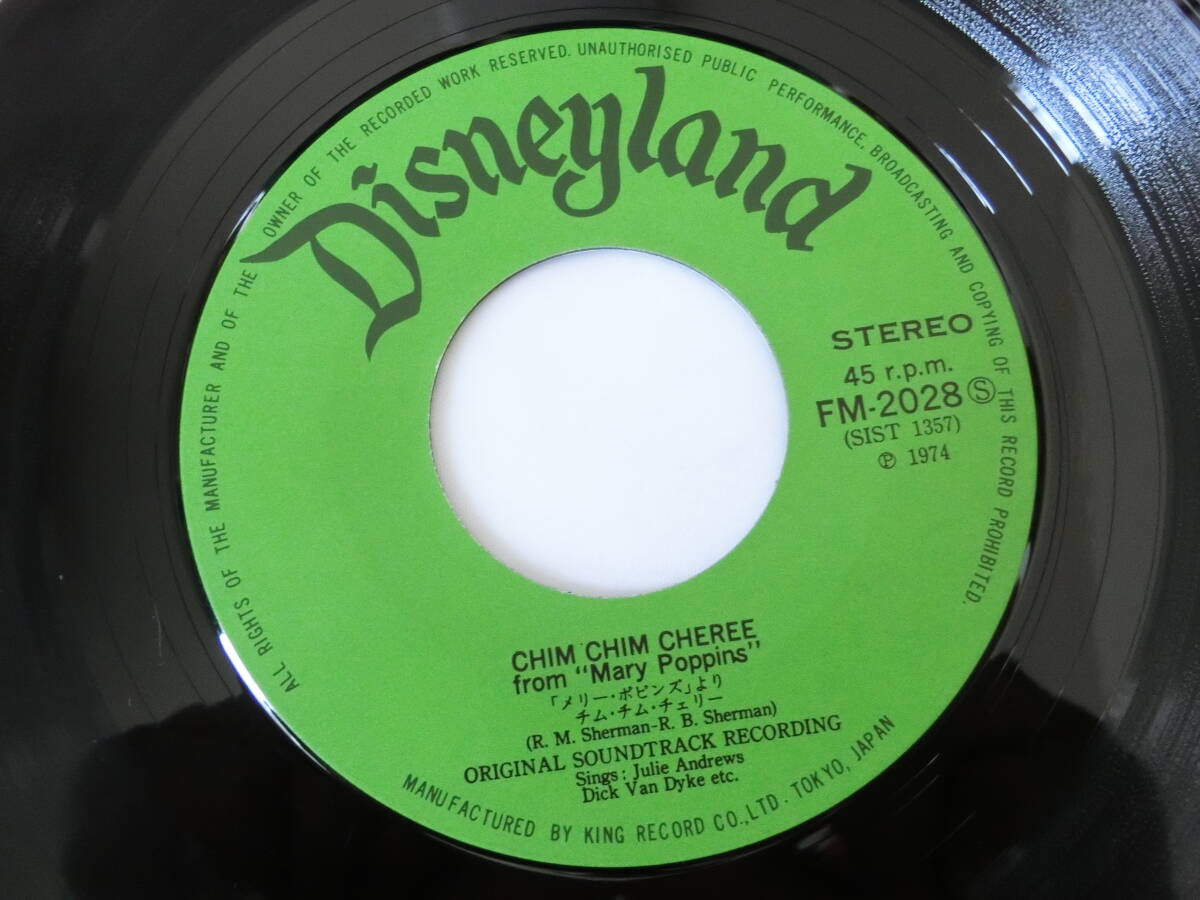 ALL RIGHTS OF THE MANUFACTURER AND OF THE OWNER OF THE RECORDED WORK RESERVED. UNAUTHORISED PUBLIC PERFORMANCE, BROADCASTING AND COPYING OF THIS RECORD PROHIBITED.
Disneyland
STEREO
45 r.p.m.
FM-2028 Ⓢ
(SIST 1357)
℗ 1974
CHIM CHIM CHEREE
from "Mary Poppins"
「メリー・ポピンズ」より
チム・チム・チェリー
(R. M. Sherman-R. B. Sherman)
ORIGINAL SOUNDTRACK RECORDING
Sings : Julie Andrews
Dick Van Dyke etc.
MANUFACTURED BY KING RECORD CO.,LTD. TOKYO, JAPAN